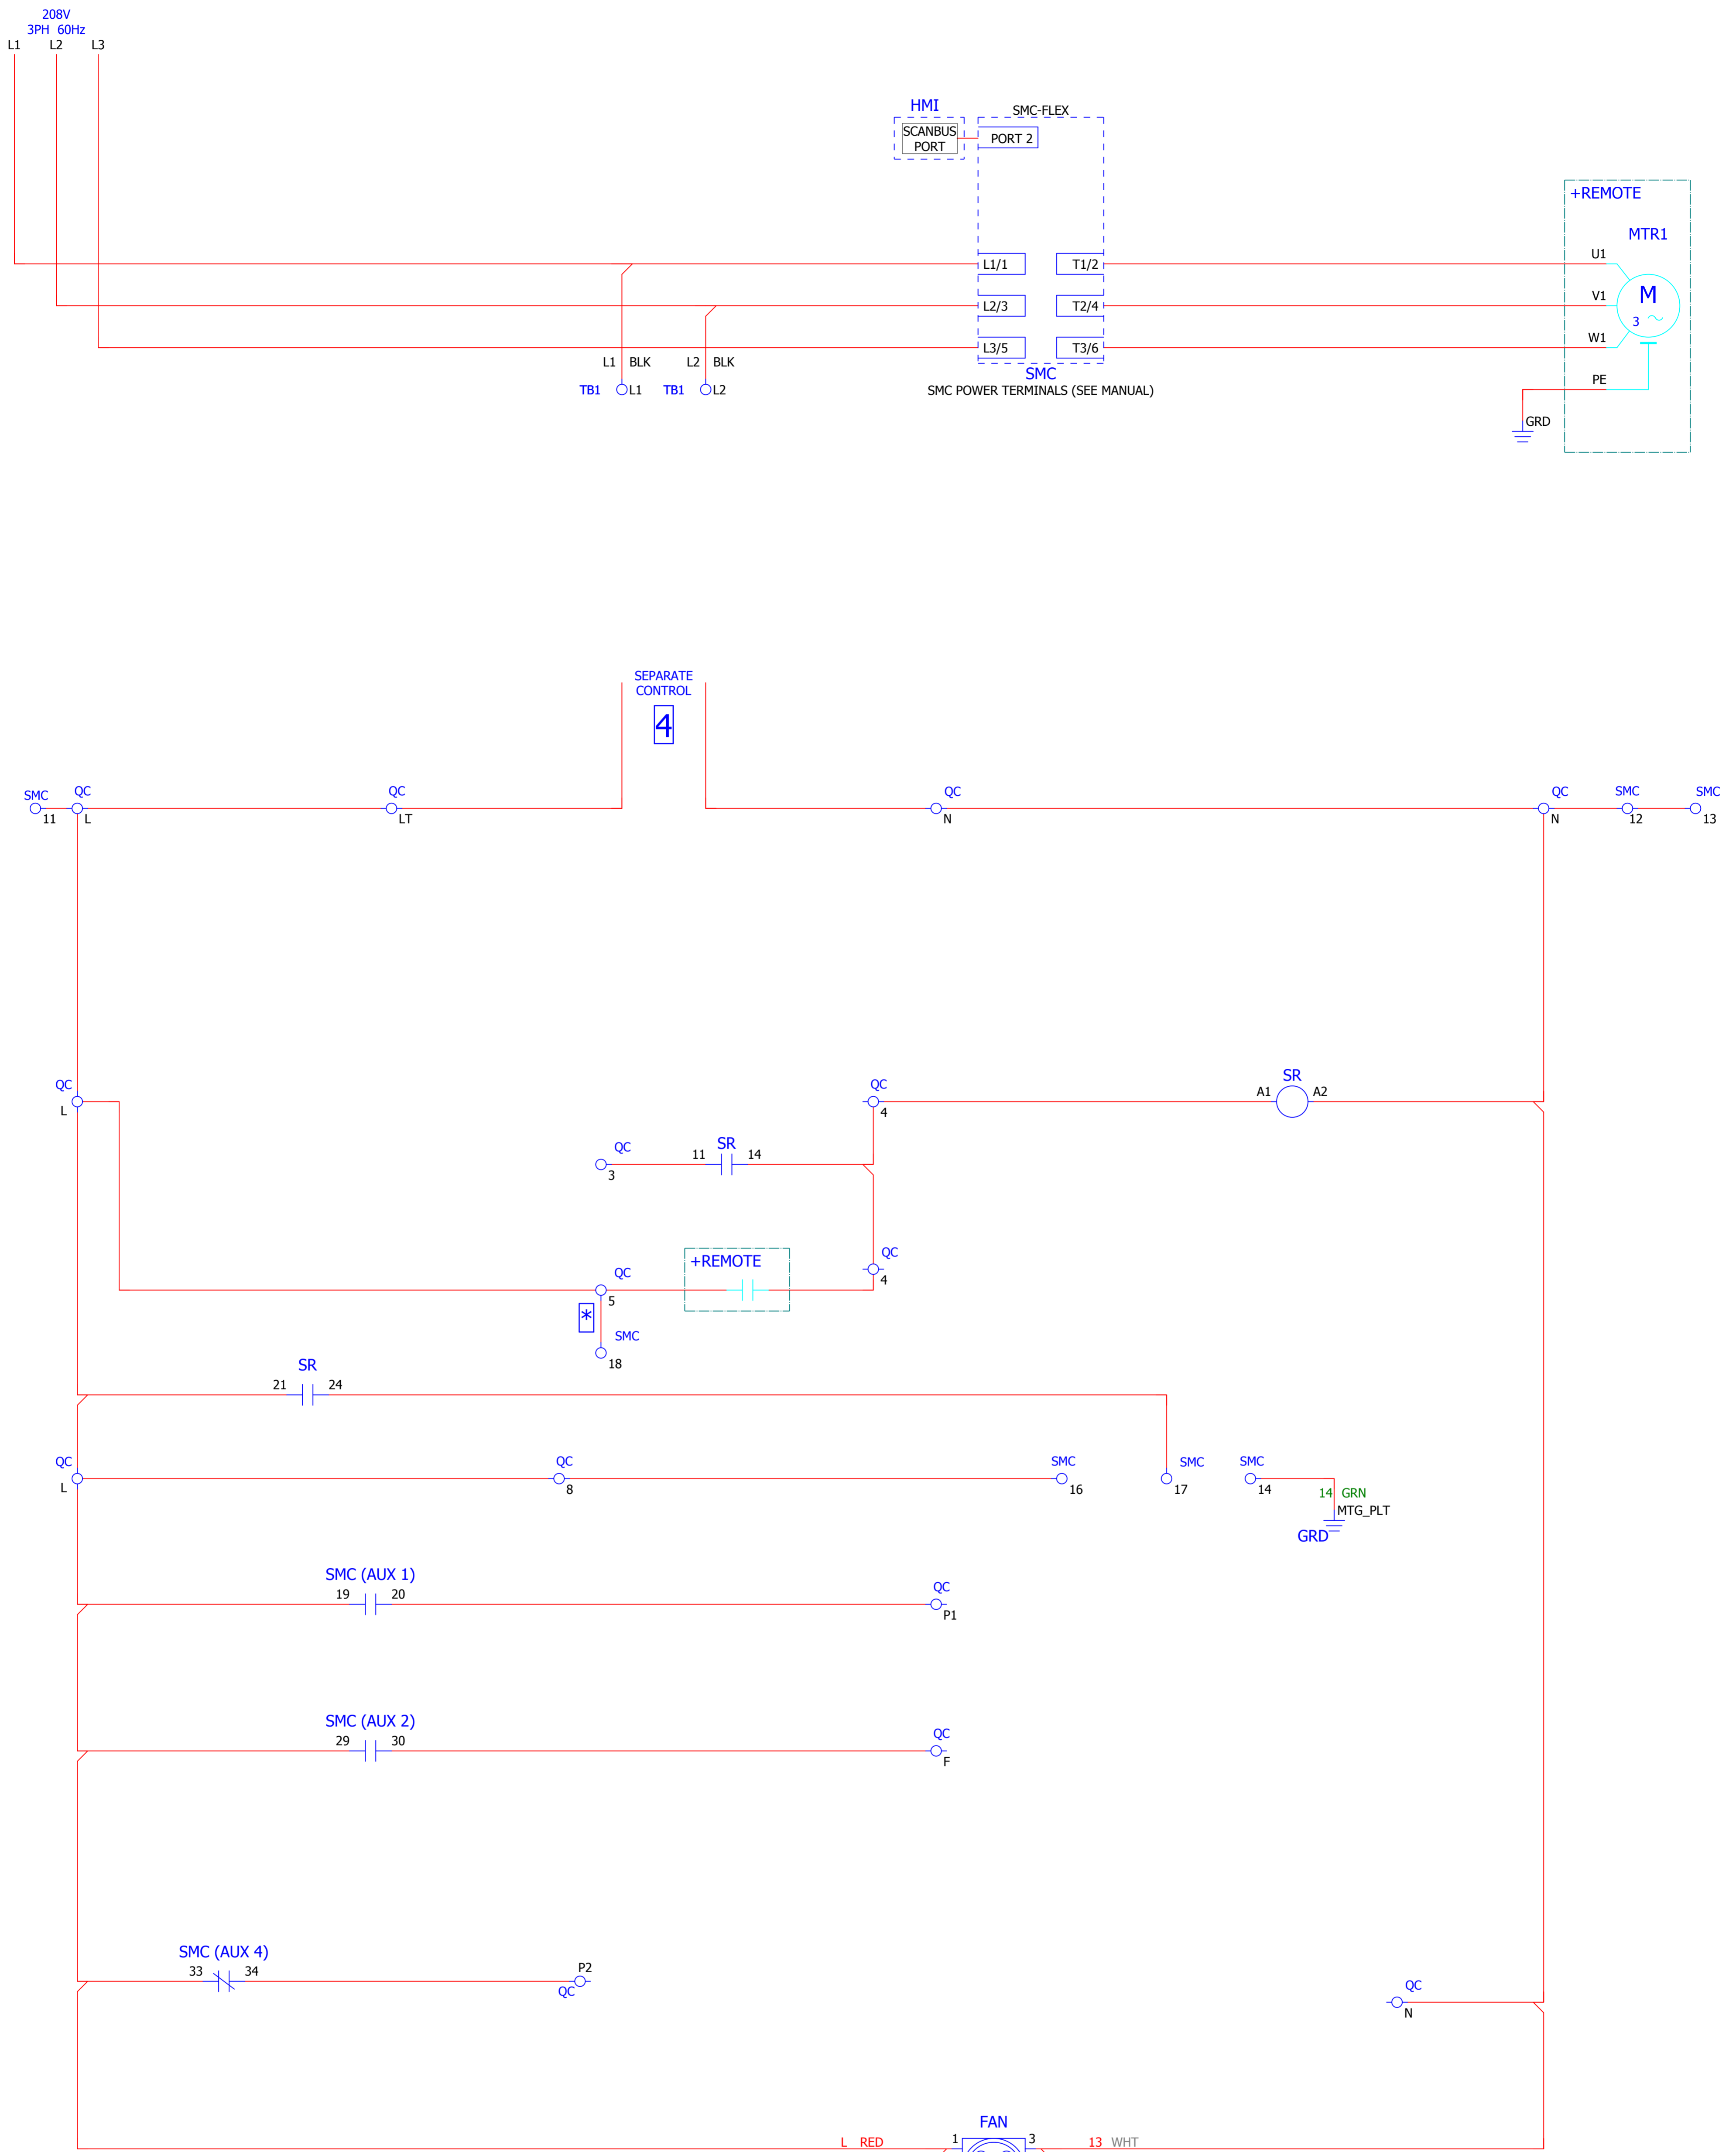 208V
3PH 60Hz
L1 L2 L3
HMI
SMC-FLEX
SCANBUS
PORT
PORT 2
+REMOTE
MTR1
U1
L1/1 T1/2
V1
M
3
L2/3 T2/4
W1
L3/5 T3/6
L1 BLK L2 BLK
SMC
PE
TB1 L1 TB1 L2
SMC POWER TERMINALS (SEE MANUAL)
GRD
SEPARATE
CONTROL
4
SMC QC QC QC QC SMC SMC
11 L LT N N 12 13
QC QC SR
A1 A2
L 4
QC SR
11 14
3
QC +REMOTE QC
4
5
*
SMC
18
SR
21 24
QC QC SMC SMC SMC
L 8 16 17 14
14 GRN
MTG_PLT
GRD
SMC (AUX 1)
19 20 QC
P1
SMC (AUX 2)
29 30 QC
F
SMC (AUX 4)
33 34 P2
QC
QC
N
FAN
L RED 1 3 13 WHT